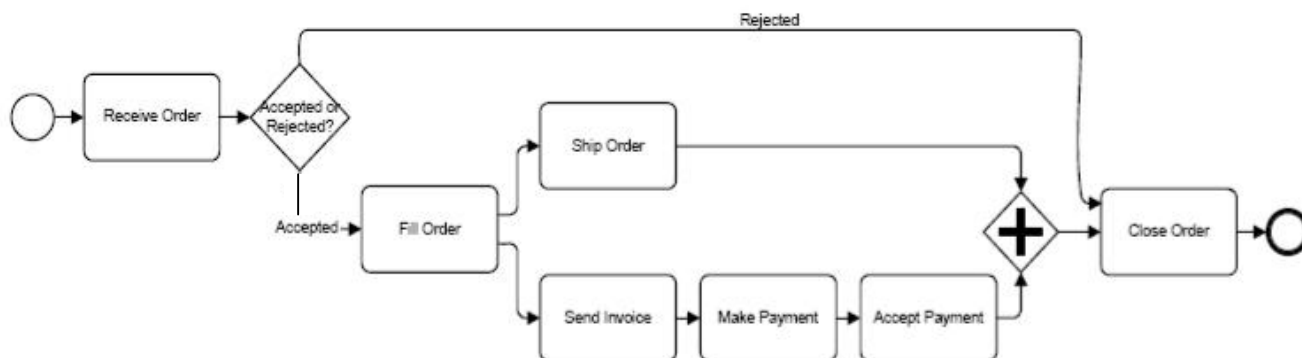 Rejected
Receive Order
Accepted or
Rejected?
Ship Order
Accepted
Fill Order
Close Order
Send Invoice
Make Payment
Accept Payment